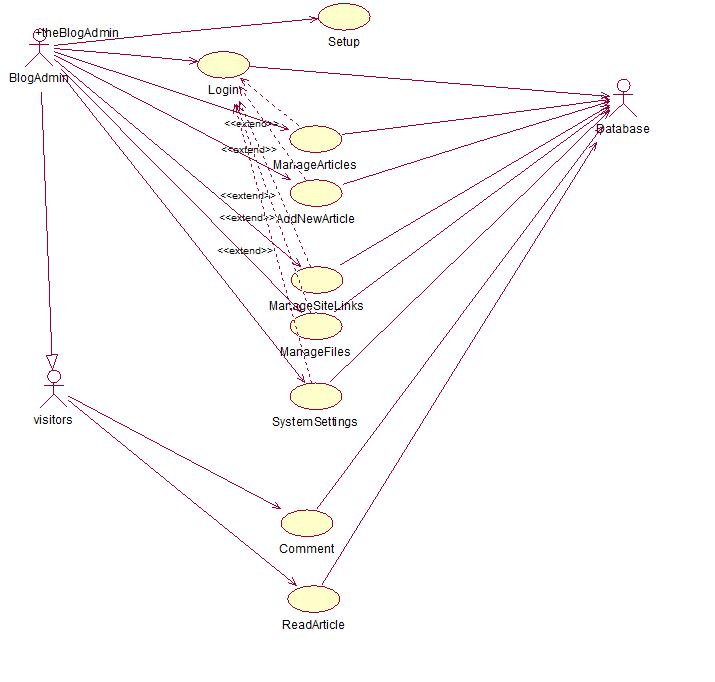 +theBlogAdmin
Setup
BlogAdmin
Login
<<extend>>
Database
ManageArticles
<<extend>>
<<extend>>
<<extend>>
AddNewArticle
<<extend>>
ManageSiteLinks
ManageFiles
visitors
SystemSettings
Comment
ReadArticle